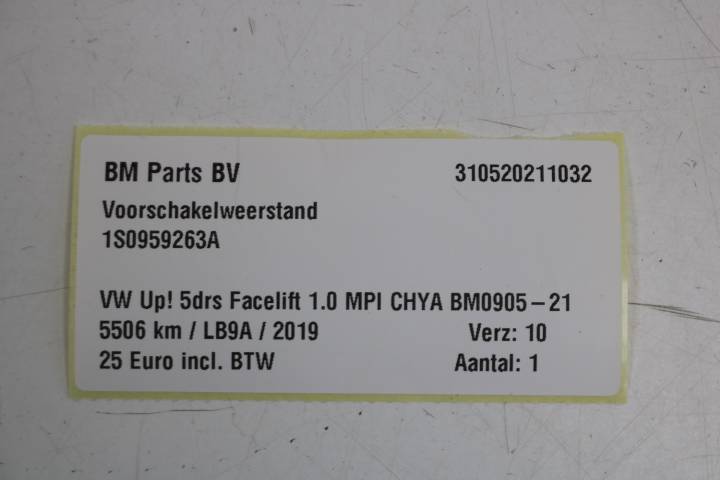 BM Parts BV 310520211032
Voorschakelweerstand
1S0959263A
VW Up! 5drs Facelift 1.0 MPI CHYA BM0905-21
5506 km / LB9A / 2019 Verz: 10
25 Euro incl. BTW Aantal: 1